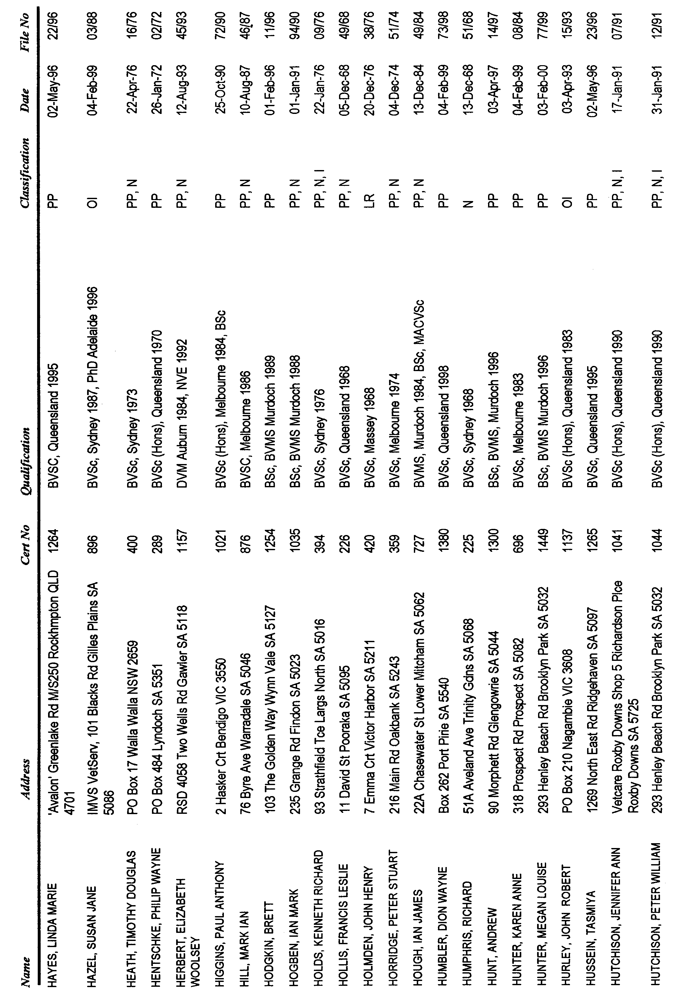 Name Address Cert No Qualification Classification Date File No
HAYES, LINDA MARIE 'Avalon' Greenlake Rd M/S250 Rockhmpton QLD 1264 BVSC, Queensland 1995 PP 02-May-96 22/96
4701
HAZEL, SUSAN JANE IMVS VetServ, 101 Blacks Rd Gilles Plains SA 896 BVSc, Sydney 1987, PhD Adelaide 1996 OI 04-Feb-99 03/88
5086
HEATH, TIMOTHY DOUGLAS PO Box 17 Walla Walla NSW 2659 400 BVSc, Sydney 1973 PP, N 22-Apr-76 16/76
HENTSCHKE, PHILIP WAYNE PO Box 484 Lyndoch SA 5351 289 BVSc (Hons), Queensland 1970 PP 26-Jan-72 02/72
HERBERT, ELIZABETH RSD 4058 Two Wells Rd Gawler SA 5118 1157 DVM Auburn 1984, NVE 1992 PP, N 12-Aug-93 45/93
WOOLSEY
HIGGINS, PAUL ANTHONY 2 Hasker Crt Bendigo VIC 3550 1021 BVSc (Hons), Melbourne 1984, BSc PP 25-Oct-90 72/90
HILL, MARK IAN 76 Byre Ave Warradale SA 5046 876 BVSC, Melbourne 1986 PP, N 10-Aug-87 46/87
HODGKIN, BRETT 103 The Golden Way Wynn Vale SA 5127 1254 BSc, BVMS Murdoch 1989 PP 01-Feb-96 11/96
HOGBEN, IAN MARK 235 Grange Rd Findon SA 5023 1035 BSc, BVMS Murdoch 1988 PP, N 01-Jan-91 94/90
HOLDS, KENNETH RICHARD 93 Strathfield Tce Largs North SA 5016 394 BVSc, Sydney 1976 PP, N, I 22-Jan-76 09/76
HOLLIS, FRANCIS LESLIE 11 David St Pooraka SA 5095 226 BVSc, Queensland 1968 PP, N 05-Dec-68 49/68
HOLMDEN, JOHN HENRY 7 Emma Crt Victor Harbor SA 5211 420 BVSc, Massey 1968 LR 20-Dec-76 38/76
HORRIDGE, PETER STUART 216 Main Rd Oakbank SA 5243 359 BVSc, Melbourne 1974 PP, N 04-Dec-74 51/74
HOUGH, IAN JAMES 22A Chasewater St Lower Mitcham SA 5062 727 BVMS, Murdoch 1984, BSc, MACVSc PP, N 13-Dec-84 49/84
HUMBLER, DION WAYNE Box 262 Port Pirie SA 5540 1380 BVSc, Queensland 1998 PP 04-Feb-99 73/98
HUMPHRIS, RICHARD 51A Aveland Ave Trinity Gdns SA 5068 225 BVSc, Sydney 1968 N 13-Dec-68 51/68
HUNT, ANDREW 90 Morphett Rd Glengowrie SA 5044 1300 BSc, BVMS, Murdoch 1996 PP 03-Apr-97 14/97
HUNTER, KAREN ANNE 318 Prospect Rd Prospect SA 5082 696 BVSc, Melbourne 1983 PP 04-Feb-99 08/84
HUNTER, MEGAN LOUISE 293 Henley Beach Rd Brooklyn Park SA 5032 1449 BSc, BVMS Murdoch 1996 PP 03-Feb-00 77/99
HURLEY, JOHN ROBERT PO Box 210 Nagambie VIC 3608 1137 BVSc (Hons), Queensland 1983 OI 03-Apr-93 15/93
HUSSEIN, TASMIYA 1269 North East Rd Ridgehaven SA 5097 1265 BVSc, Queensland 1995 PP 02-May-96 23/96
HUTCHISON, JENNIFER ANN Vetcare Roxby Downs Shop 5 Richardson Plce 1041 BVSc (Hons), Queensland 1990 PP, N, I 17-Jan-91 07/91
Roxby Downs SA 5725
HUTCHISON, PETER WILLIAM 293 Henley Beach Rd Brooklyn Park SA 5032 1044 BVSc (Hons), Queensland 1990 PP, N, I 31-Jan-91 12/91